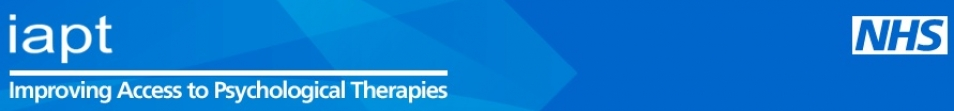 iapt
NHS
Improving Access to Psychological Therapies